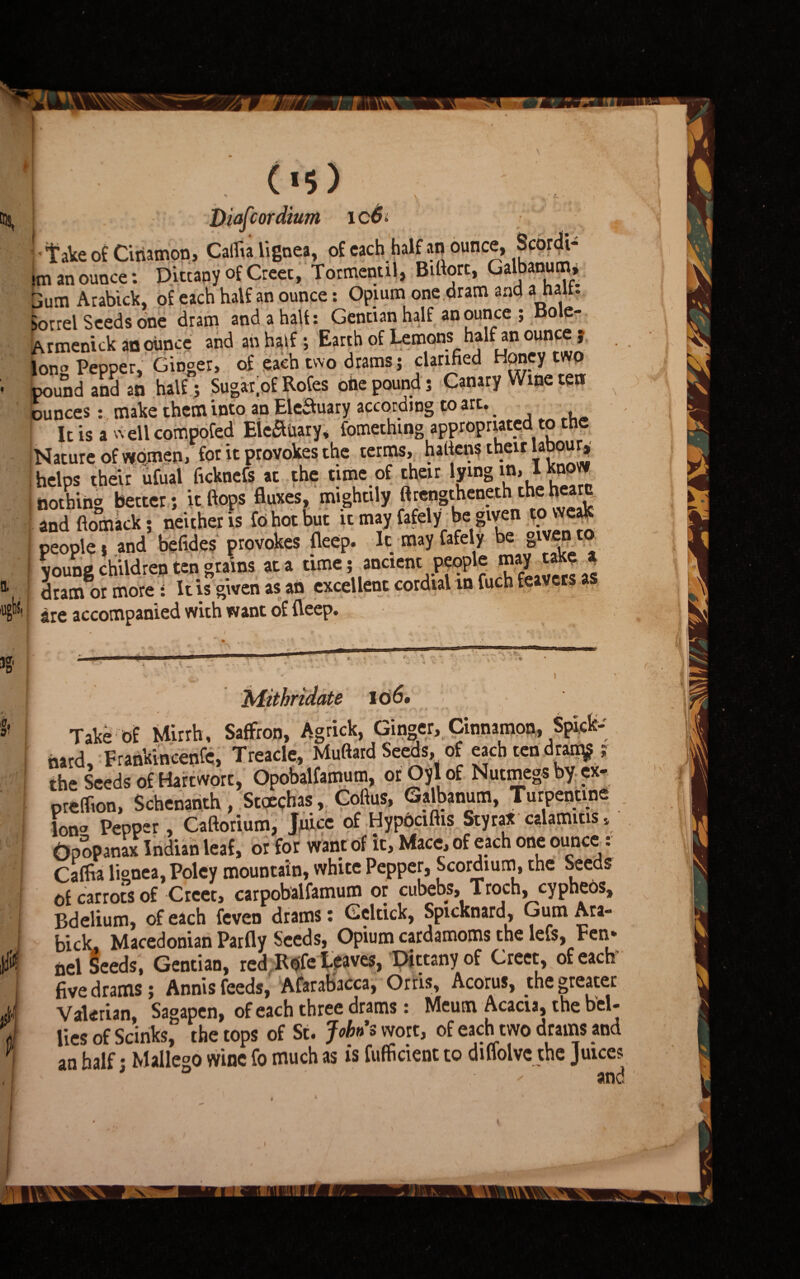 (15)
Diaſcordium 106.
Take of Cinamon, Caſſia lignea, of each half an ounce, Scordi-
um an ounce: Dittany of Creet, Tormentil, Biſtort, Galbanum,
Gum Arabick, of each half an ounce: Opium one dram and a half:
Sorrel Seeds one dram and a half: Gentian half an ounce; Bole-
Armenick an ounce and an half; Earth of Lemons half an ounce;
long Pepper, Ginger, of each two drams; clarified Honey two
pound and an half; Sugar of Roſes one pound; Canary Wine ten
ounces: make them into an Electuary according to art.
It is a well compoſed Electuary, ſomething appropriated to the
Nature of women, for it provokes the terms, haſtens their labour,
helps their uſual ſickneſs at the time of their lying in, I know
nothing better; it ſtops fluxes, mightily ſtrengtheneth the heart
and ſtomack; neither is ſo hot but it may ſafely be given to weak
people; and beſides provokes ſleep. It may ſafely be given to
young children ten grains at a time; ancient people may take a
dram or more: It is given as an excellent cordial in ſuch feavers as
are accompanied with want of ſleep.
Mithridate 106.
Take of Mirrh, Saffron, Agrick, Ginger, Cinnamon, Spick-
nard, Frankincenſe, Treacle, Muſtard Seeds, of each ten drams;
the Seeds of Hartwort, Opobalſamum, or Oyl of Nutmegs by ex-
preſſion, Schenanth, Stœchas, Coſtus, Galbanum, Turpentine
long Pepper, Caſtorium, Juice of Hypociſtis Styrax calamitis,
Opopanax Indian leaf, or for want of it, Mace, of each one ounce:
Caſſia lignea, Poley mountain, white Pepper, Scordium, the Seeds
of carrots of Creet, carpobalſamum or cubebs, Troch, cypheos,
Bdelium, of each ſeven drams: Celtick, Spicknard, Gum Ara-
bick, Macedonian Parſly Seeds, Opium cardamoms the leſs, Fen-
nel Seeds, Gentian, red Roſe Leaves, Dittany of Creet, of each
five drams; Annis ſeeds, Aſarabacca, Orris, Acorus, the greater
Valerian, Sagapen, of each three drams: Meum Acacia, the bel-
lies of Scinks, the tops of St. John's wort, of each two drams and
an half; Mallego wine ſo much as is ſufficient to diſſolve the Juices
and